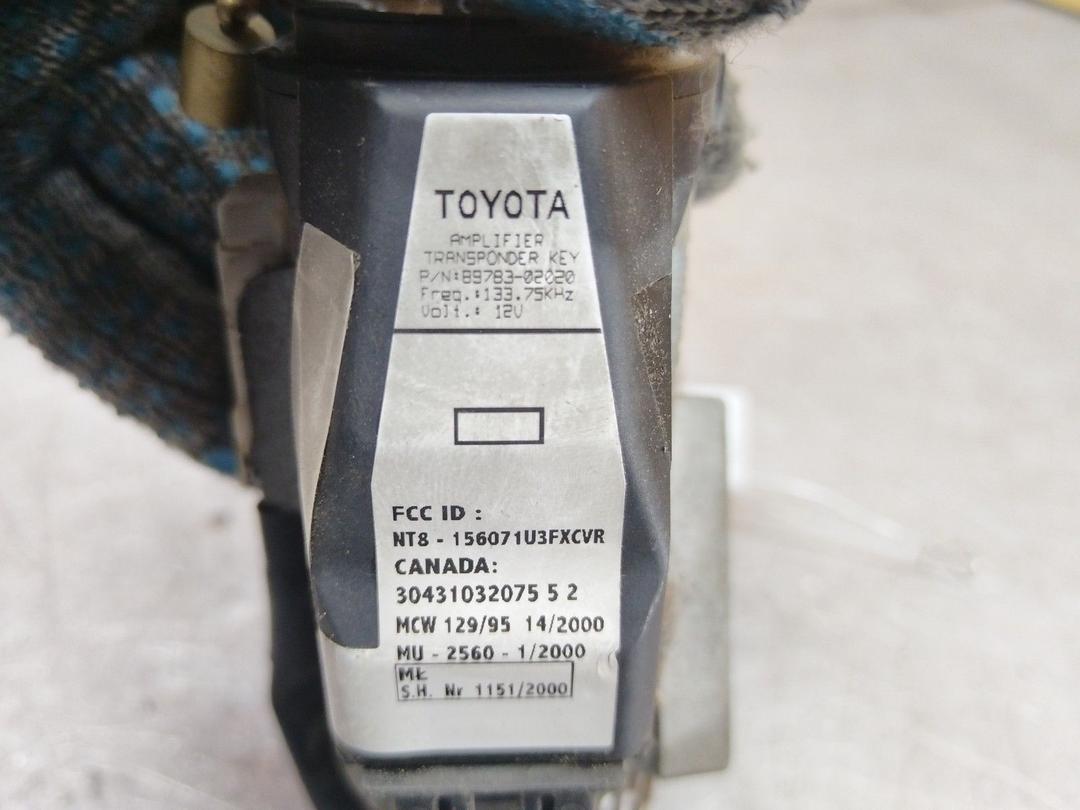 TOYOTA
AMPLIFIER
TRANSPONDER KEY
P/N:89783-02020
Freq.:133.75KHz
Volt.: 12V
FCC ID :
NT8 - 156071U3FXCVR
CANADA:
30431032075 5 2
MCW 129/95 14/2000
MU - 2560 - 1/2000
MŁ
S.H. Nr 1151/2000